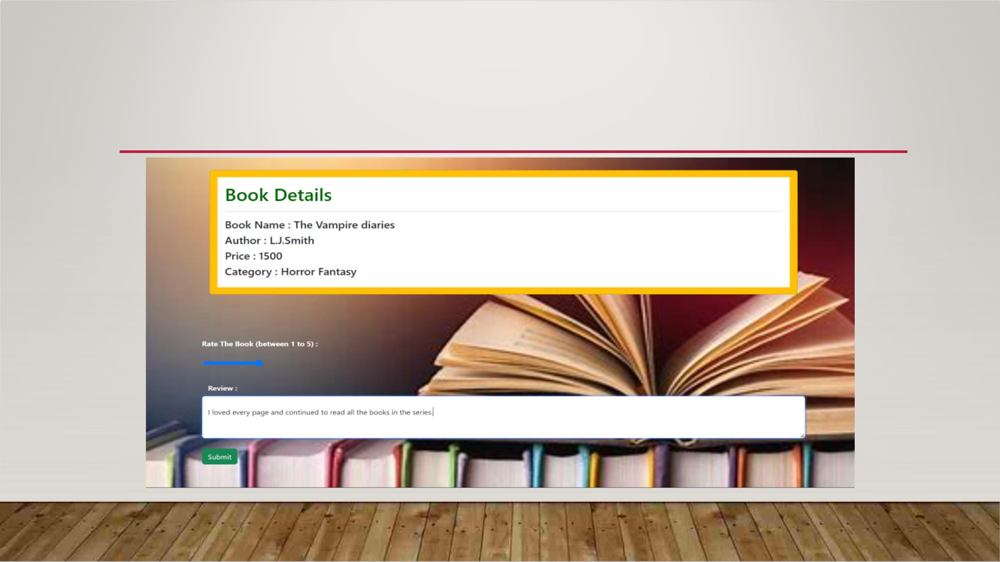 Book Details
Book Name : The Vampire diaries
Author : L.J.Smith
Price : 1500
Category : Horror Fantasy
Rate The Book (between 1 to 5) :
Review :
I loved every page and continued to read all the books in the series.
Submit